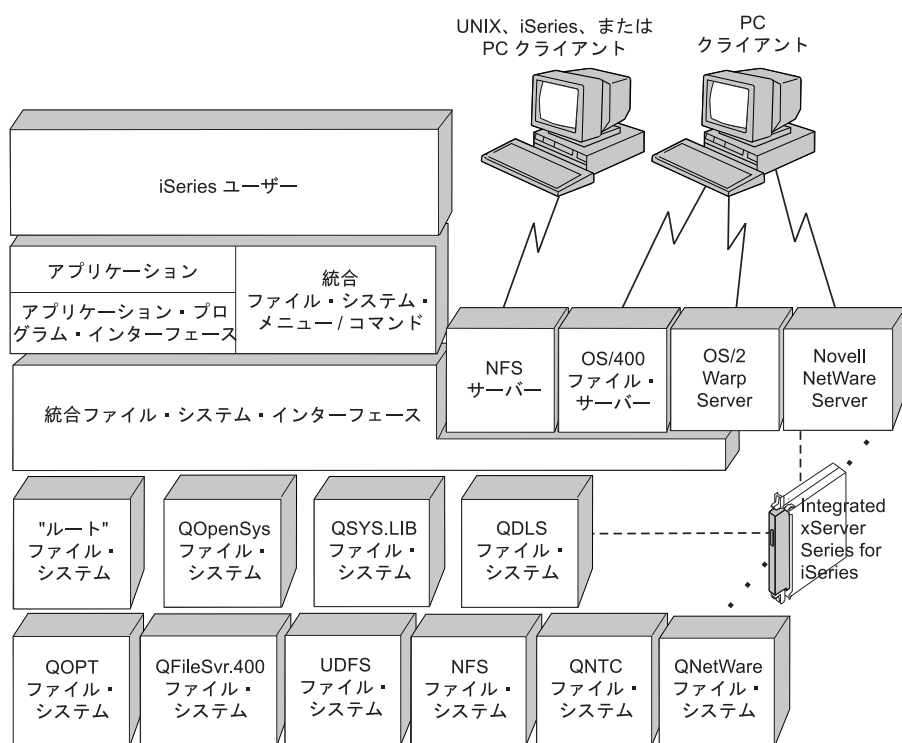 UNIX、iSeries、または
PC クライアント
PC
クライアント
iSeries ユーザー
アプリケーション
アプリケーション・プロ
グラム・インターフェース
統合
ファイル・システム・
メニュー / コマンド
NFS
サーバー
OS/400
ファイル・
サーバー
OS/2
Warp
Server
Novell
NetWare
Server
統合ファイル・システム・インターフェース
"ルート"
ファイル・
システム
QOpenSys
ファイル・
システム
QSYS.LIB
ファイル・
システム
QDLS
ファイル・
システム
Integrated
xServer
Series for
iSeries
QOPT
ファイル・
システム
QFileSvr.400
ファイル・
システム
UDFS
ファイル・
システム
NFS
ファイル・
システム
QNTC
ファイル・
システム
QNetWare
ファイル・
システム